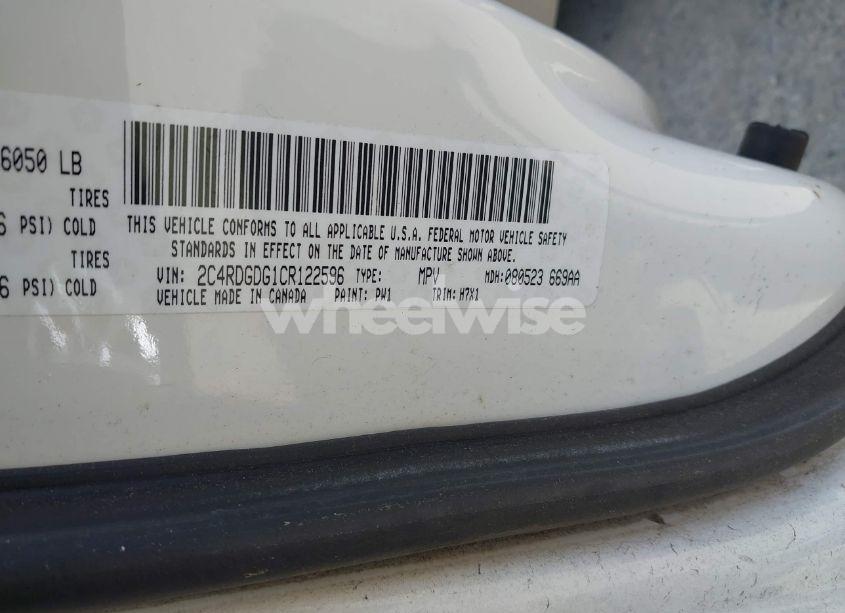 6050 LB
TIRES
6 PSI) COLD
TIRES
6 PSI) COLD
THIS VEHICLE CONFORMS TO ALL APPLICABLE U.S.A. FEDERAL MOTOR VEHICLE SAFETY
STANDARDS IN EFFECT ON THE DATE OF MANUFACTURE SHOWN ABOVE.
VIN: 2C4RDGDG1CR122596 TYPE: MPV MDH:080523 669AA
VEHICLE MADE IN CANADA PAINT: PW1 TRIM: H7X1
wheelwise